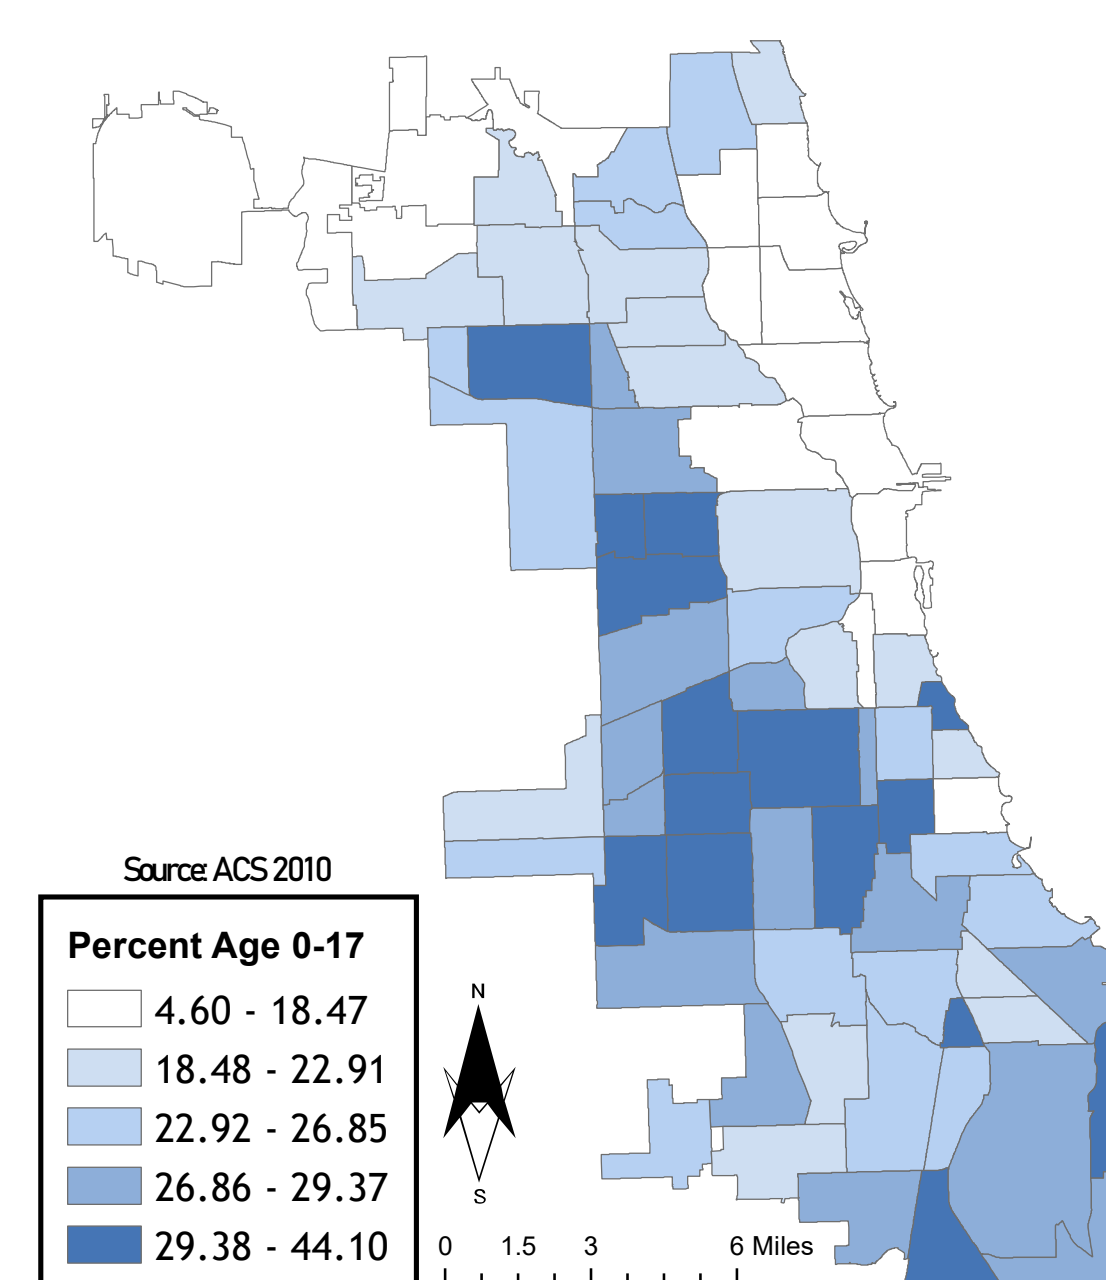 Source: ACS 2010
Percent Age 0-17
4.60 - 18.47
18.48 - 22.91
22.92 - 26.85
26.86 - 29.37
29.38 - 44.10
N
S
0 1.5 3 6 Miles